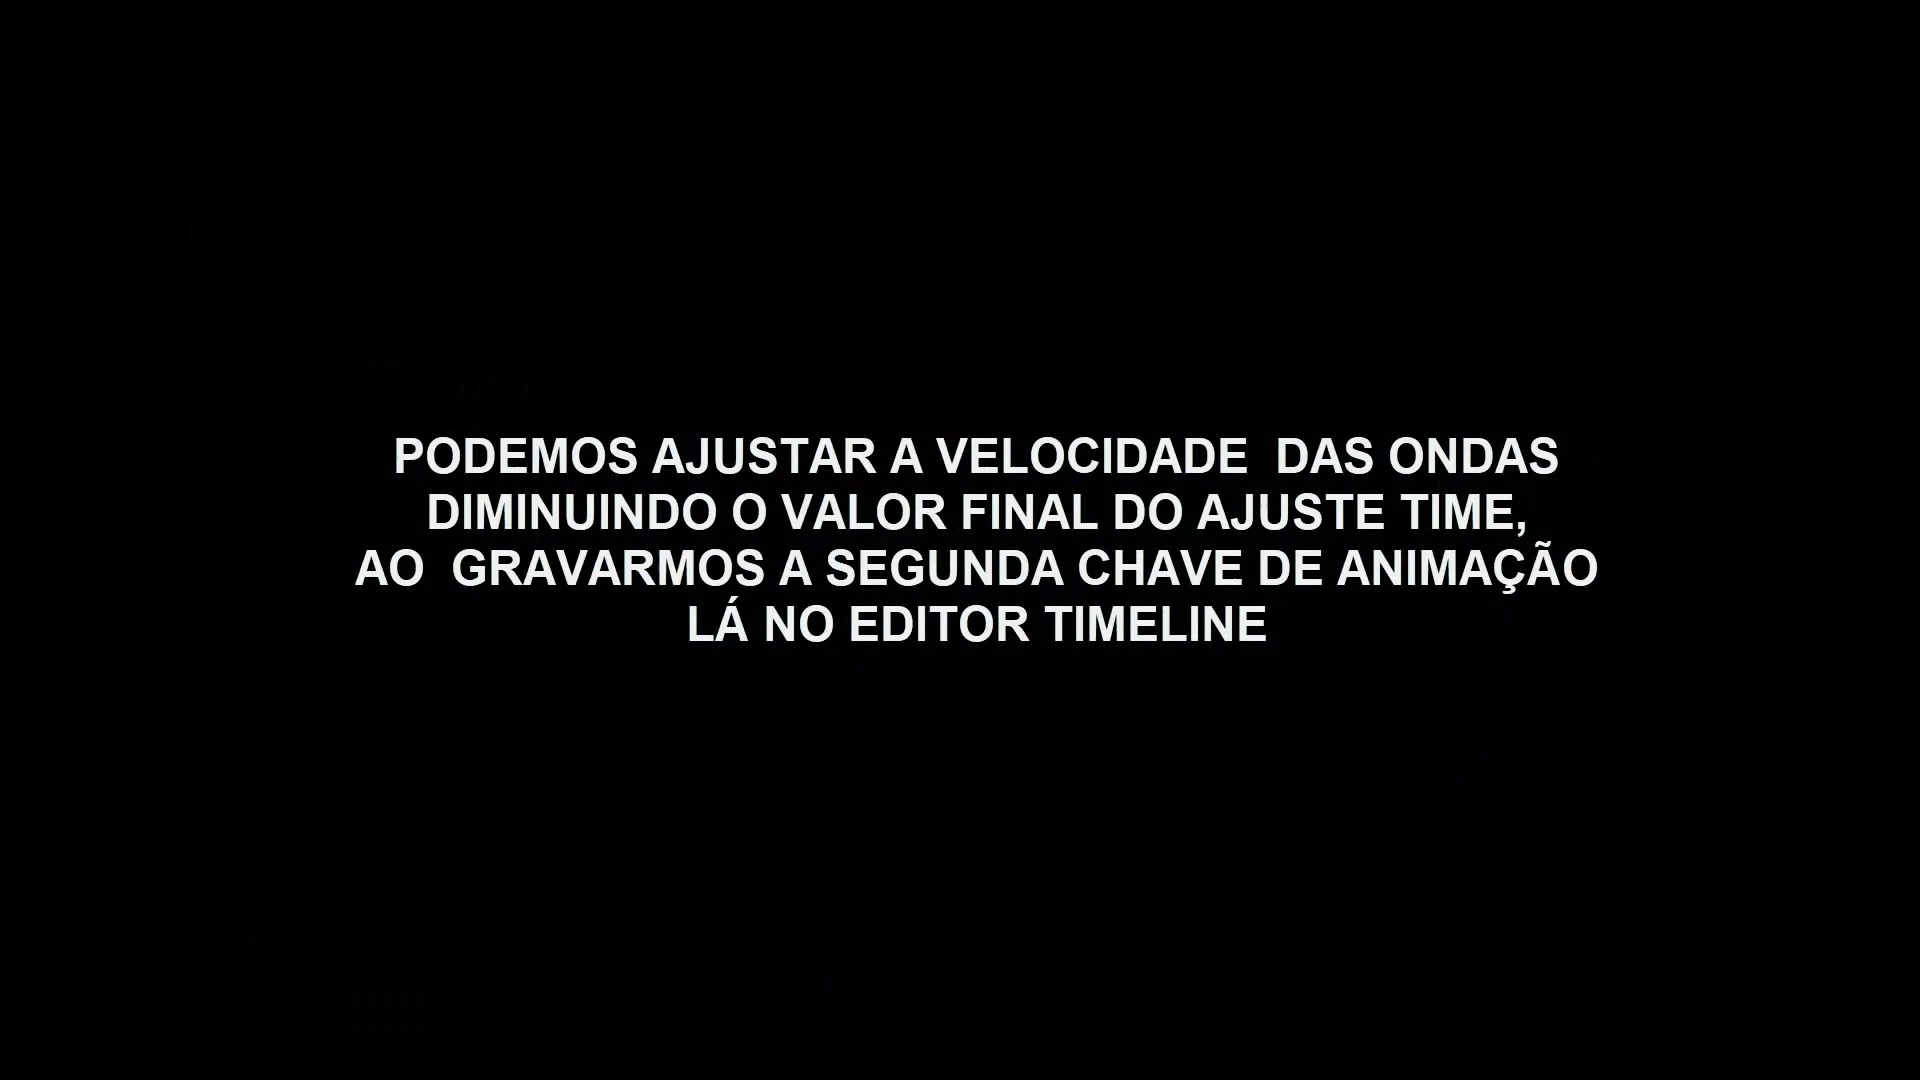 PODEMOS AJUSTAR A VELOCIDADE  DAS ONDAS
DIMINUINDO O VALOR FINAL DO AJUSTE TIME,
AO  GRAVARMOS A SEGUNDA CHAVE DE ANIMAÇÃO
LÁ NO EDITOR TIMELINE